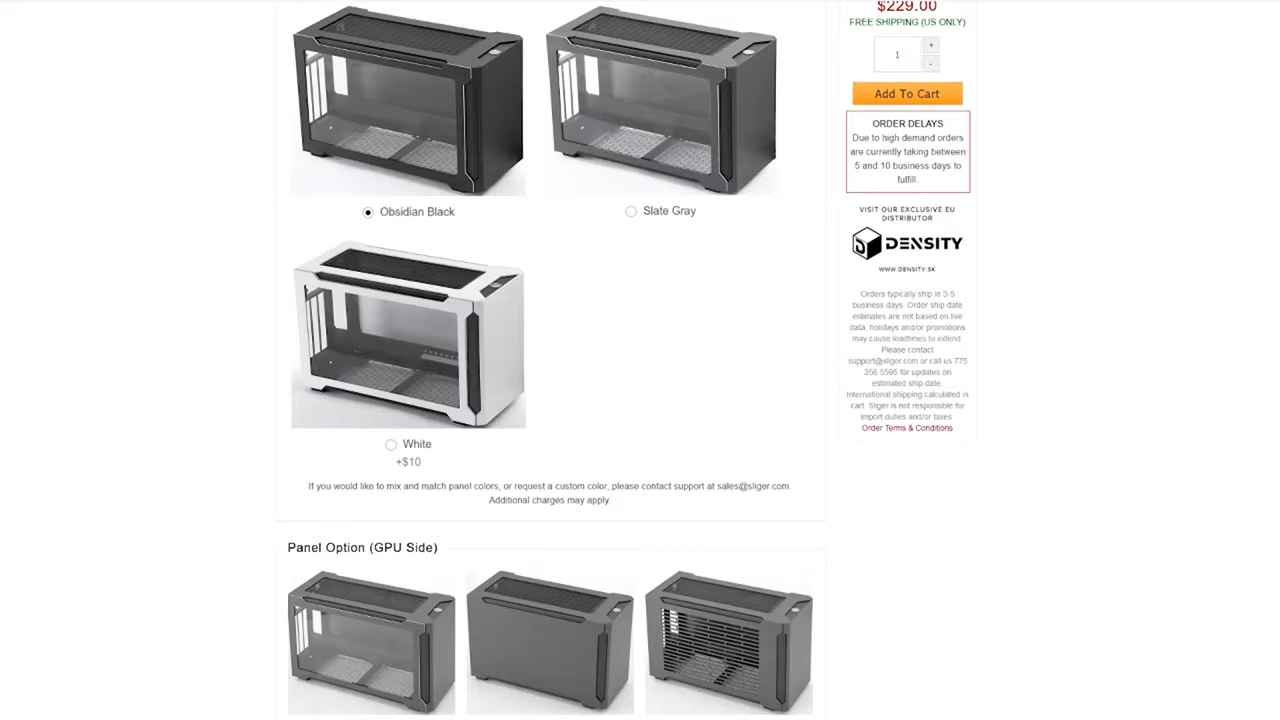 $229.00
FREE SHIPPING (US ONLY)
1
+
-
Add To Cart
ORDER DELAYS
Due to high demand orders
are currently taking between
5 and 10 business days to
fulfill.
VISIT OUR EXCLUSIVE EU
DISTRIBUTOR
DENSITY
WWW.DENSITY.SK
Orders typically ship in 3-5
business days. Order ship date
estimates are not based on live
data, holidays and/or promotions
may cause leadtimes to extend
Please contact
support@sliger.com or call us 775
356 5595 for updates on
estimated ship date
International shipping calculated in
cart. Sliger is not responsible for
import duties and/or taxes
Order Terms & Conditions
Obsidian Black
Slate Gray
White
+$10
If you would like to mix and match panel colors, or request a custom color, please contact support at sales@sliger.com.
Additional charges may apply.
Panel Option (GPU Side)